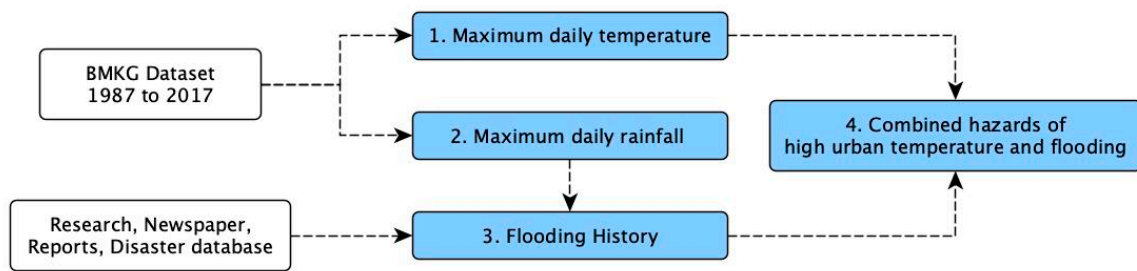 BMKG Dataset
1987 to 2017
1. Maximum daily temperature
2. Maximum daily rainfall
4. Combined hazards of
high urban temperature and flooding
Research, Newspaper,
Reports, Disaster database
3. Flooding History